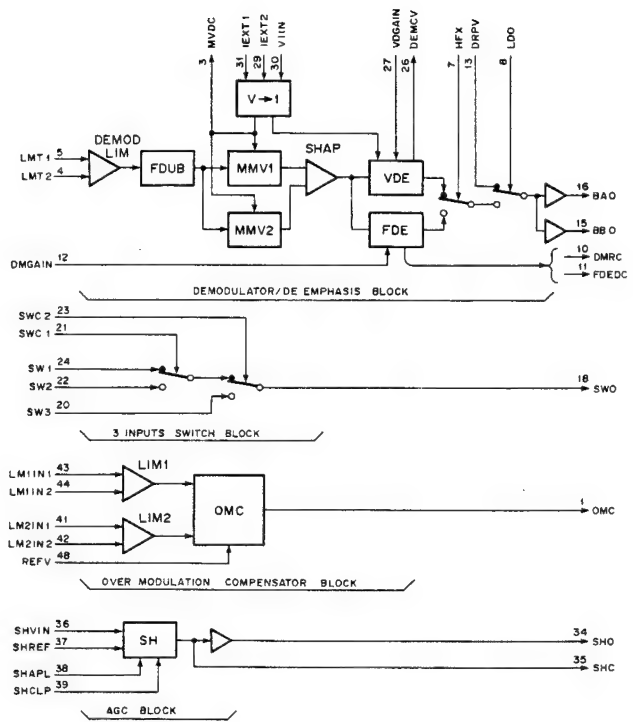 3 MVDC
31 IEXT1
29 IEXT2
30 VIIN
27 VDGAIN
26 DEMCV
7 HFX
13 DRPV
8 LDO
V→1
DEMOD
LIM
SHAP
LMT1 5
LMT2 4
FDUB
MMV1
VDE
MMV2
FDE
16 BAO
15 BBO
10 DMRC
11 FDEDC
DMGAIN 12
DEMODULATOR/DE EMPHASIS BLOCK
SWC2 23
SWC1 21
SW1 24
SW2 22
SW3 20
18 SWO
3 INPUTS SWITCH BLOCK
LM1IN1 43
LM1IN2 44
LIM1
OMC
1 OMC
LM2IN1 41
LM2IN2 42
LIM2
REFV 48
OVER MODULATION COMPENSATOR BLOCK
SHVIN 36
SHREF 37
SH
34 SHO
35 SHC
SHAPL 38
SHCLP 39
AGC BLOCK